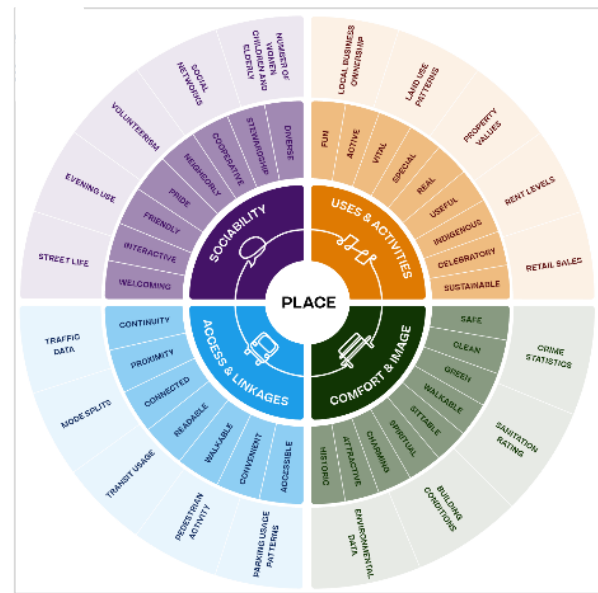 NUMBER OF
WOMEN
CHILDREN AND
ELDERLY
SOCIAL
NETWORKS
VOLUNTEERISM
EVENING USE
STREET LIFE
DIVERSE
STEWARDSHIP
COOPERATIVE
NEIGHBORLY
PRIDE
FRIENDLY
INTERACTIVE
WELCOMING
SOCIABILITY
LOCAL BUSINESS
OWNERSHIP
LAND USE
PATTERNS
PROPERTY
VALUES
RENT LEVELS
RETAIL SALES
FUN
ACTIVE
VITAL
SPECIAL
REAL
USEFUL
INDIGENOUS
CELEBRATORY
SUSTAINABLE
USES & ACTIVITIES
PLACE
ACCESS & LINKAGES
CONTINUITY
PROXIMITY
CONNECTED
READABLE
WALKABLE
CONVENIENT
ACCESSIBLE
TRAFFIC
DATA
MODE SPLITS
TRANSIT USAGE
PEDESTRIAN
ACTIVITY
PARKING USAGE
PATTERNS
COMFORT & IMAGE
SAFE
CLEAN
GREEN
WALKABLE
SITTABLE
SPIRITUAL
CHARMING
ATTRACTIVE
HISTORIC
CRIME
STATISTICS
SANITATION
RATING
BUILDING
CONDITIONS
ENVIRONMENTAL
DATA